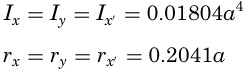 I_x = I_y = I_{x'} = 0.01804a^4
r_x = r_y = r_{x'} = 0.2041a